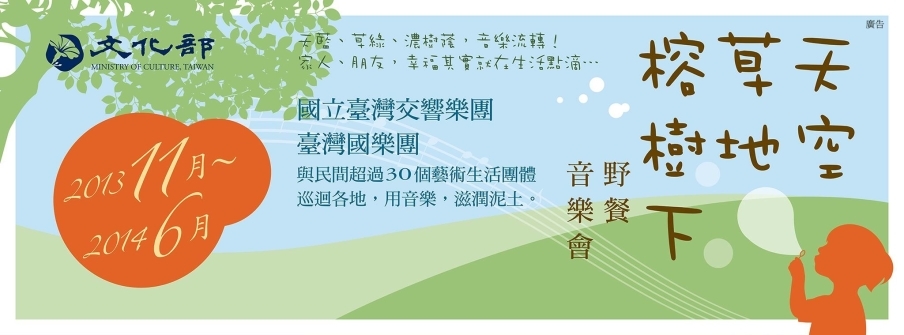 廣告
文化部
MINISTRY OF CULTURE, TAIWAN
天藍、草綠、濃樹蔭，音樂流轉！
家人、朋友，幸福其實就在生活點滴…
天空
草地
榕樹下
野餐
音樂會
國立臺灣交響樂團
臺灣國樂團
與民間超過30個藝術生活團體
巡迴各地，用音樂，滋潤泥土。
2013 11月～
2014 6月